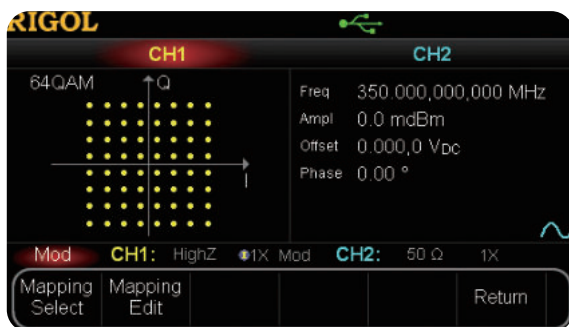 RIGOL
CH1 CH2
64QAM Q
I
Freq 350.000,000,000 MHz
Ampl 0.0 mdBm
Offset 0.000,0 VDC
Phase 0.00 °
Mod CH1: HighZ 1X Mod CH2: 50 Ω 1X
Mapping Select
Mapping Edit
Return